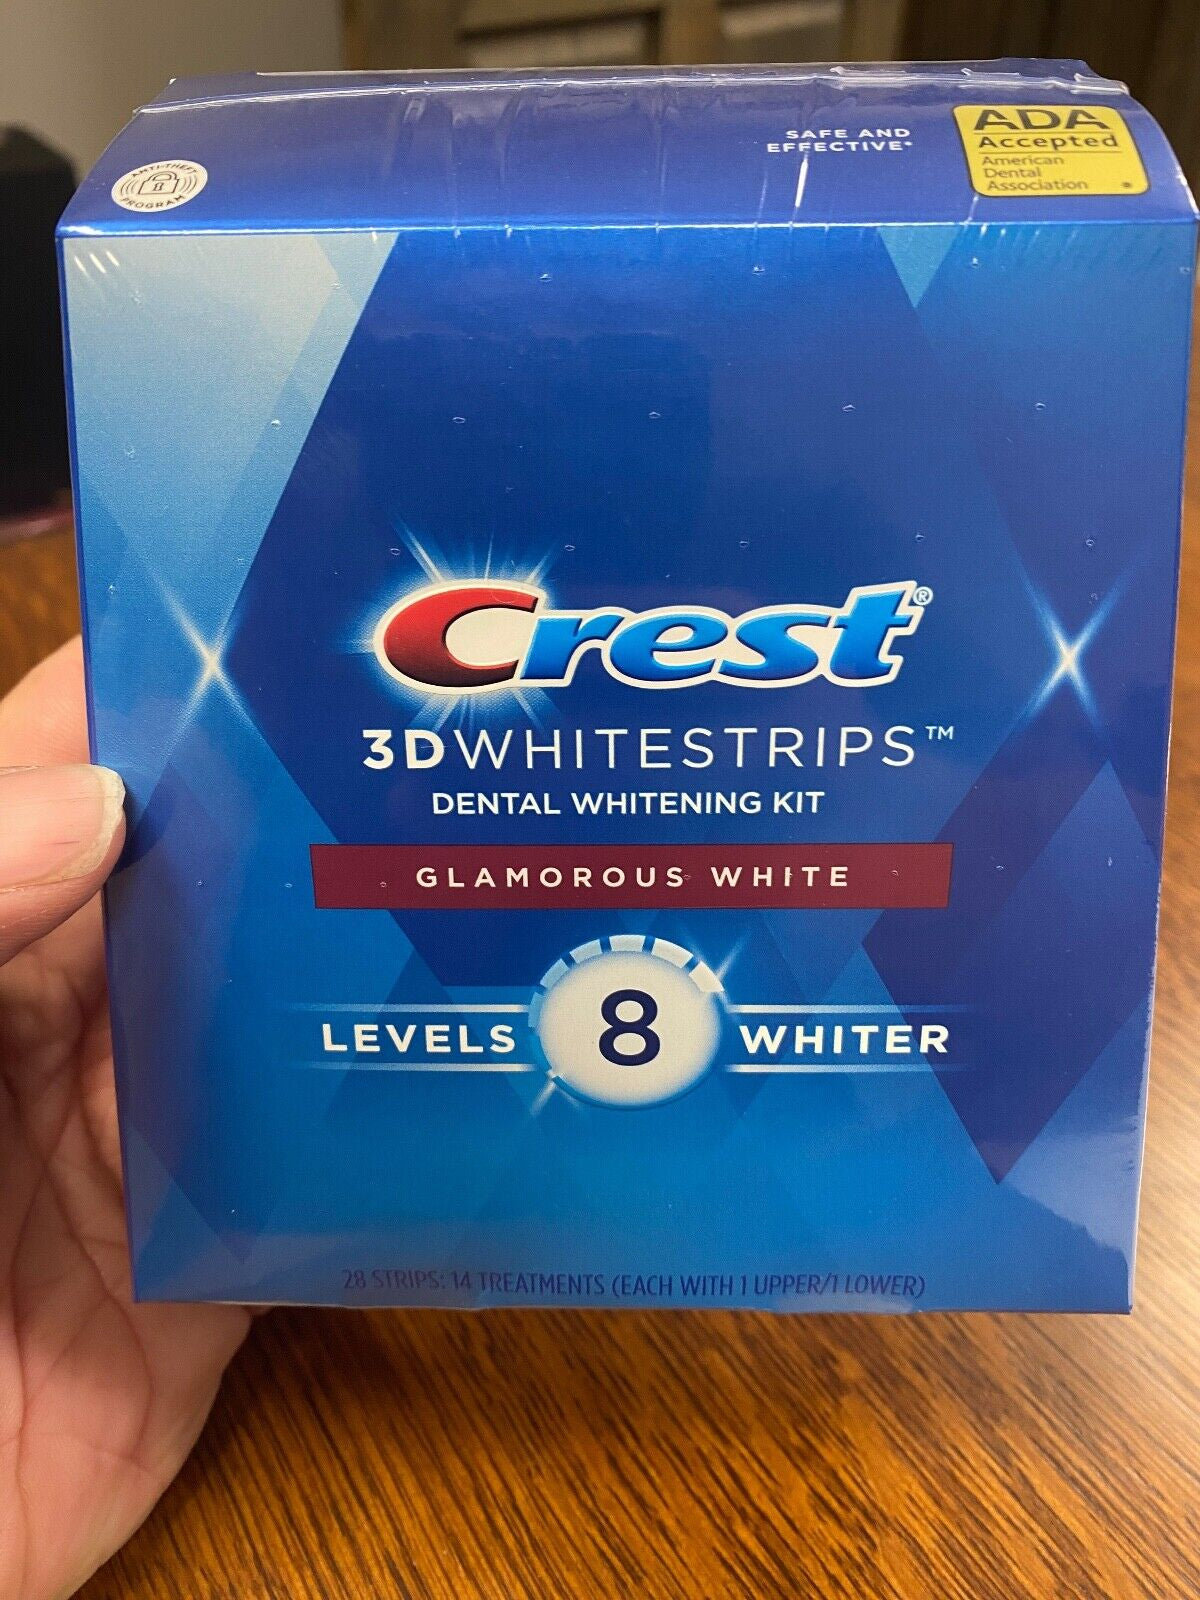 SAFE AND
EFFECTIVE*
ADA
Accepted
American
Dental
Association ®
ANTI-THEFT
PROGRAM
Crest®
3DWHITESTRIPS™
DENTAL WHITENING KIT
GLAMOROUS WHITE
LEVELS 8 WHITER
28 STRIPS: 14 TREATMENTS (EACH WITH 1 UPPER/1 LOWER)